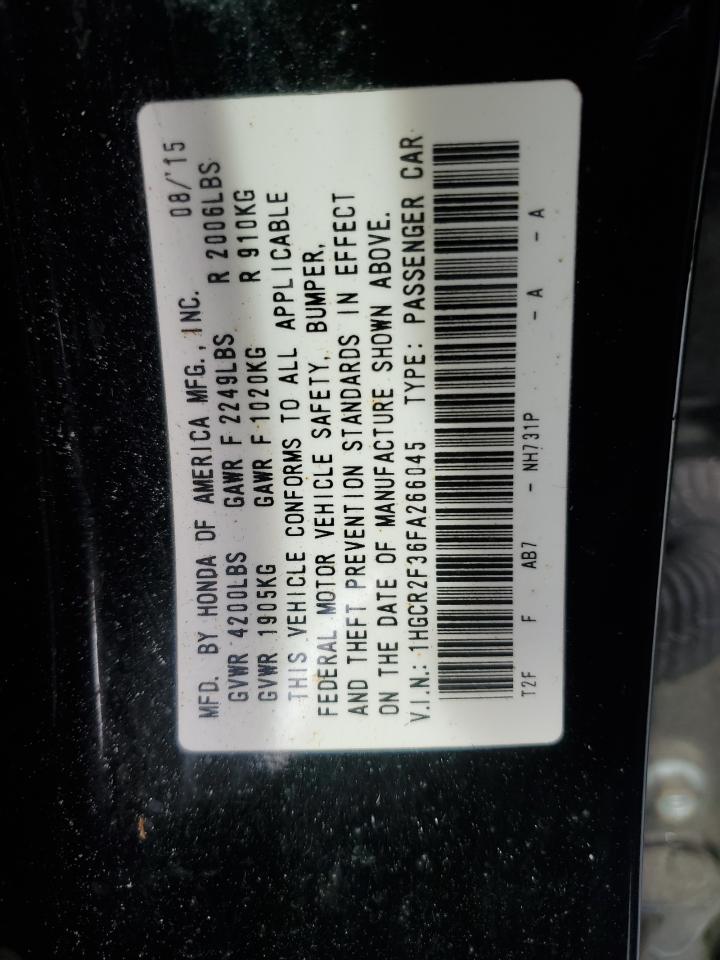 MFD. BY HONDA OF AMERICA MFG., INC. 08/'15
GVWR 4200LBS GAWR F 2249LBS R 2006LBS
GVWR 1905KG GAWR F 1020KG R 910KG
THIS VEHICLE CONFORMS TO ALL APPLICABLE
FEDERAL MOTOR VEHICLE SAFETY, BUMPER,
AND THEFT PREVENTION STANDARDS IN EFFECT
ON THE DATE OF MANUFACTURE SHOWN ABOVE.
V.I.N.: 1HGCR2F36FA266045 TYPE: PASSENGER CAR
T2F F AB7 - NH731P - A - A